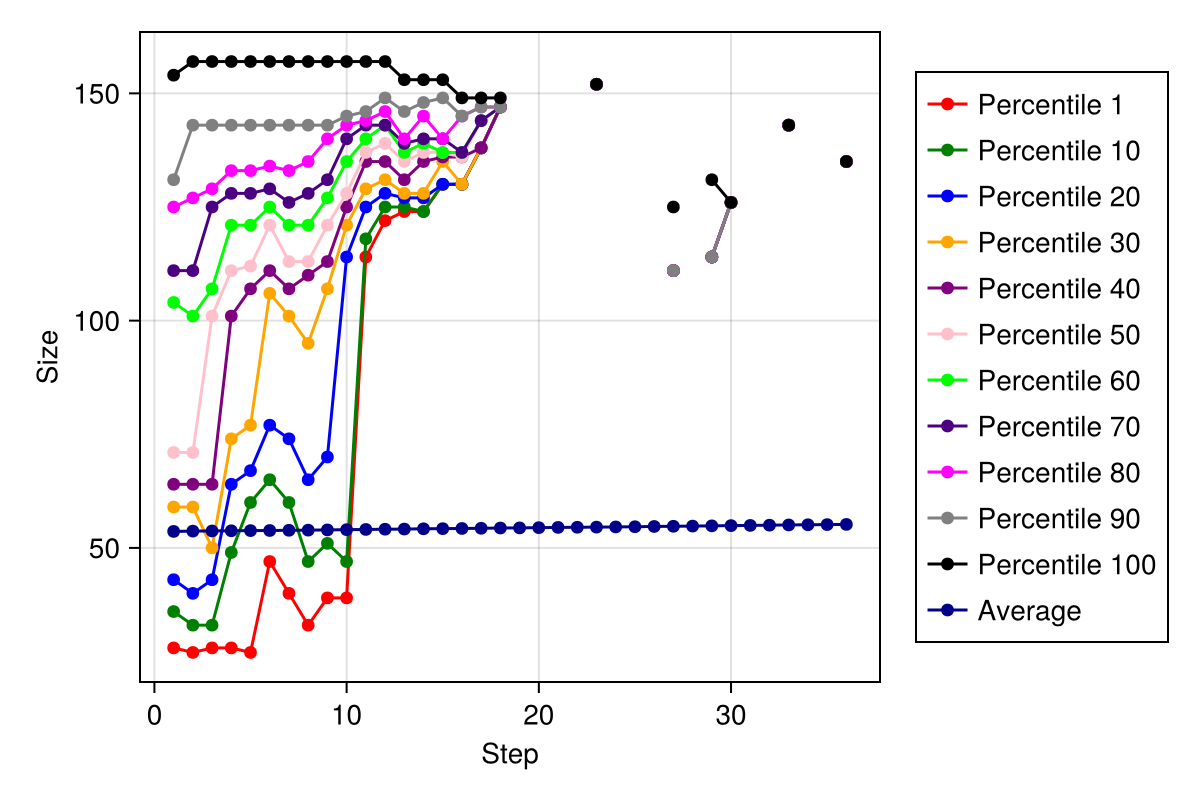 150
100
50
Size
0
10
20
30
Step
Percentile 1
Percentile 10
Percentile 20
Percentile 30
Percentile 40
Percentile 50
Percentile 60
Percentile 70
Percentile 80
Percentile 90
Percentile 100
Average